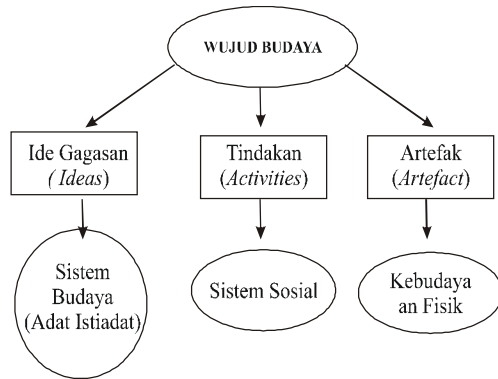 WUJUD BUDAYA
Ide Gagasan
( Ideas)
Tindakan
(Activities)
Artefak
(Artefact)
Sistem
Budaya
(Adat Istiadat)
Sistem Sosial
Kebudaya
an Fisik